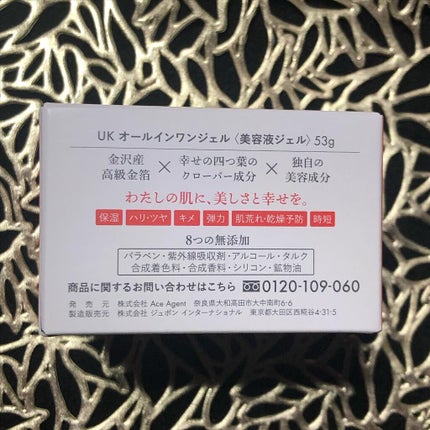 UK オールインワンジェル〈美容液ジェル〉53g
金沢産 高級金箔 × 幸せの四つ葉の クローバー成分 × 独自の 美容成分
わたしの肌に、美しさと幸せを。
保湿 ハリ・ツヤ キメ 弾力 肌荒れ・乾燥予防 時短
8つの無添加
パラベン・紫外線吸収剤・アルコール・タルク
合成着色料・合成香料・シリコン・鉱物油
商品に関するお問い合わせはこちら 0120-109-060
発売元 株式会社 Ace Agent 奈良県大和高田市大中南町6-6
製造販売元 株式会社 ジュポン インターナショナル 東京都大田区西糀谷4-31-5